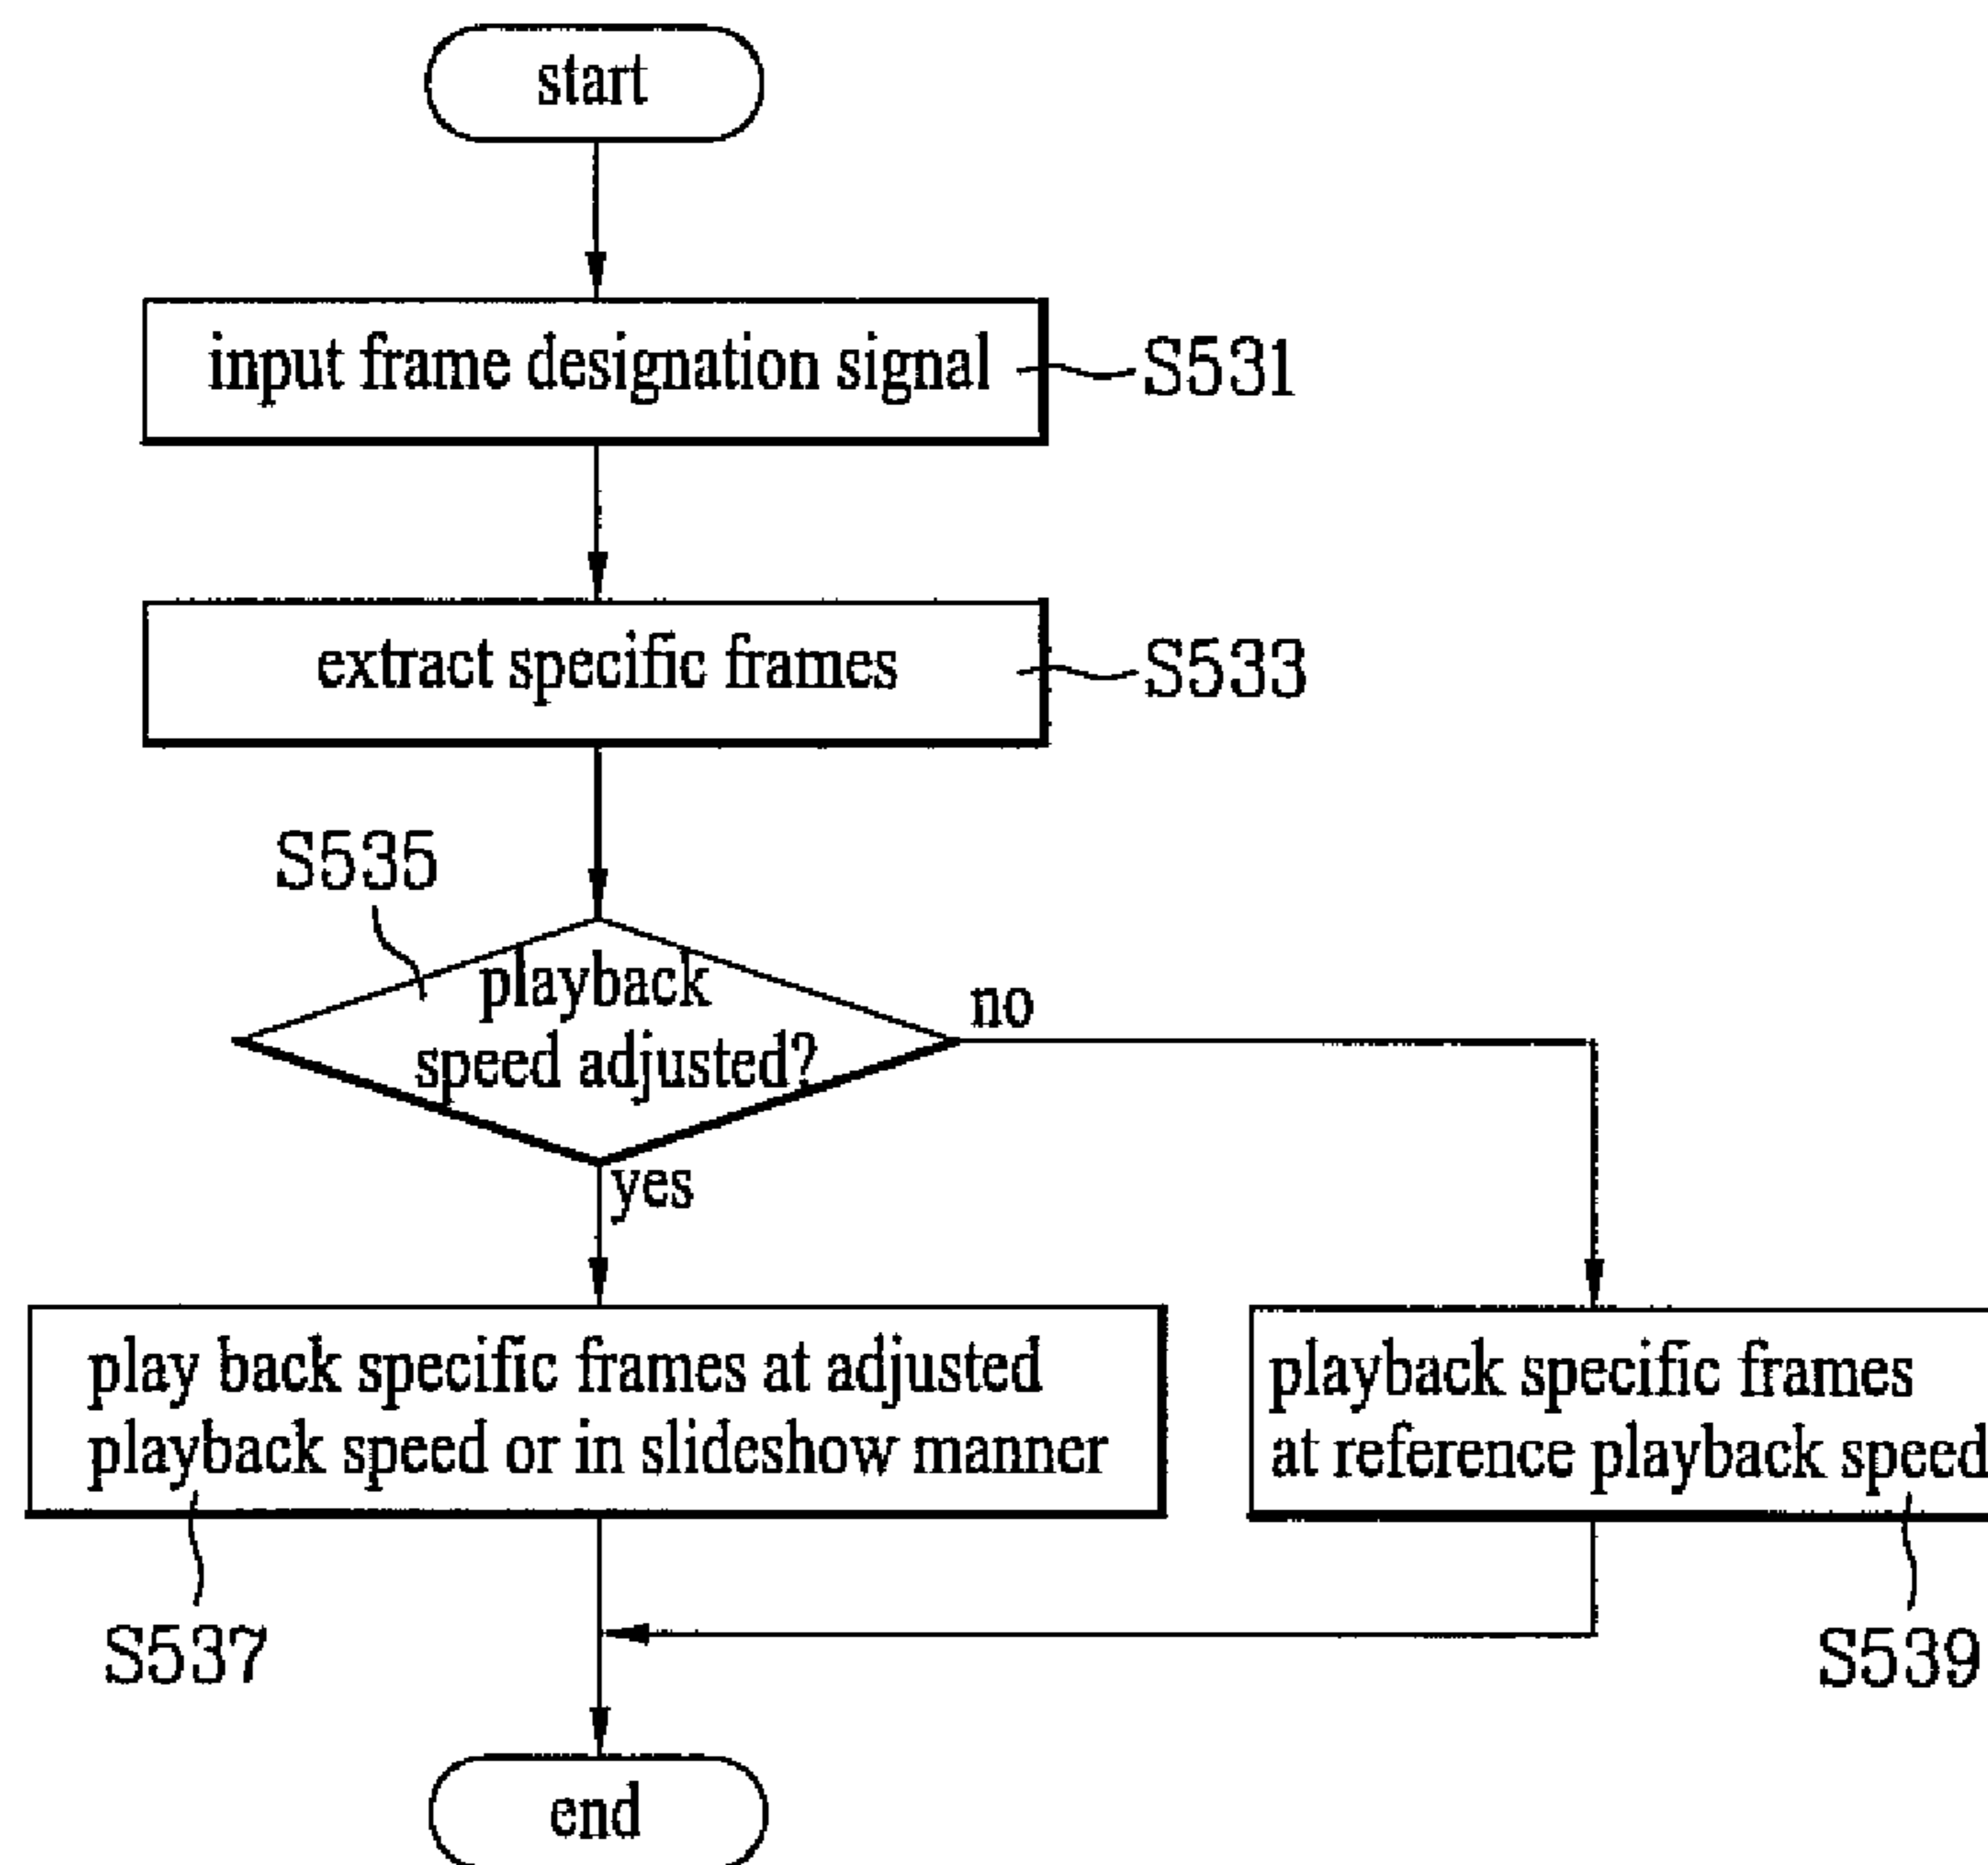 start
input frame designation signal
S531
extract specific frames
S533
S535
playback
speed adjusted?
no
yes
play back specific frames at adjusted
playback speed or in slideshow manner
S537
playback specific frames
at reference playback speed
S539
end